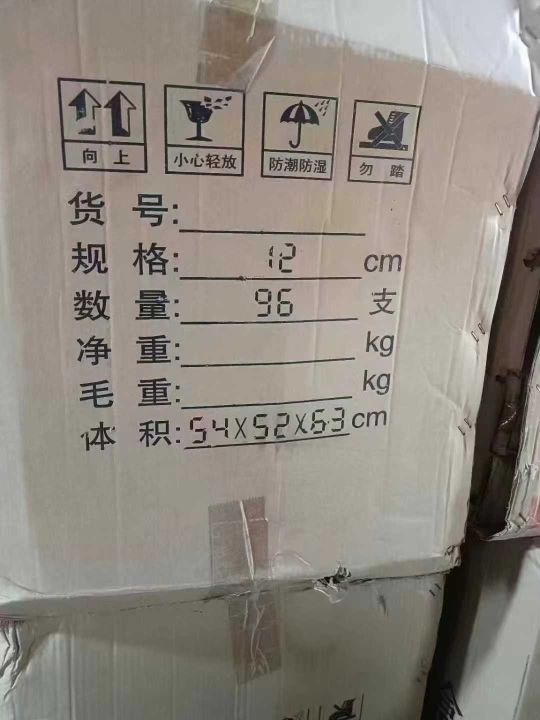 向上 小心轻放 防潮防湿 勿踏
货号:
规格: 12 cm
数量: 96 支
净重: kg
毛重: kg
体积: 54X52X63 cm